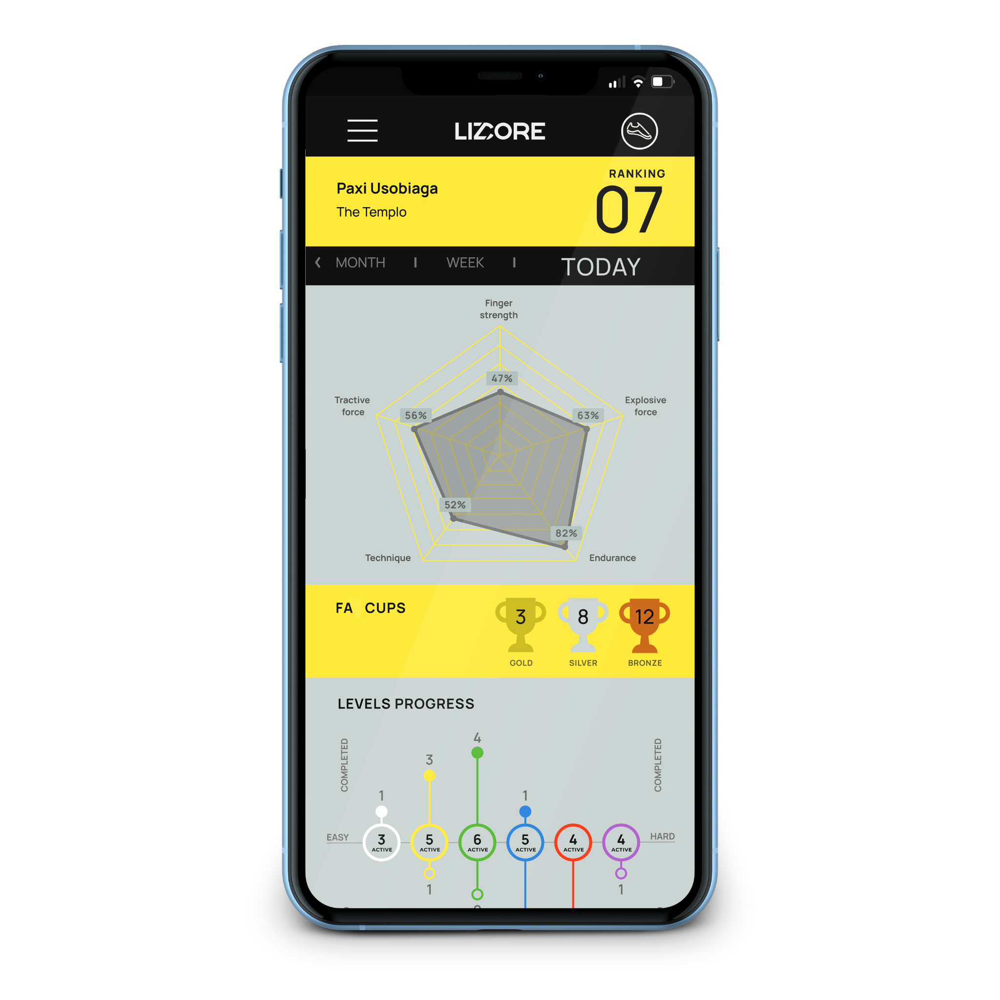 LIZCORE
RANKING
Paxi Usobiaga
07
The Templo
MONTH
WEEK
TODAY
Finger
strength
47%
Tractive
force
56%
Explosive
force
63%
52%
82%
Technique
Endurance
FA CUPS
3
8
12
GOLD
SILVER
BRONZE
LEVELS PROGRESS
COMPLETED
COMPLETED
4
3
1
1
EASY
HARD
3
ACTIVE
5
ACTIVE
6
ACTIVE
5
ACTIVE
4
ACTIVE
4
ACTIVE
1
1